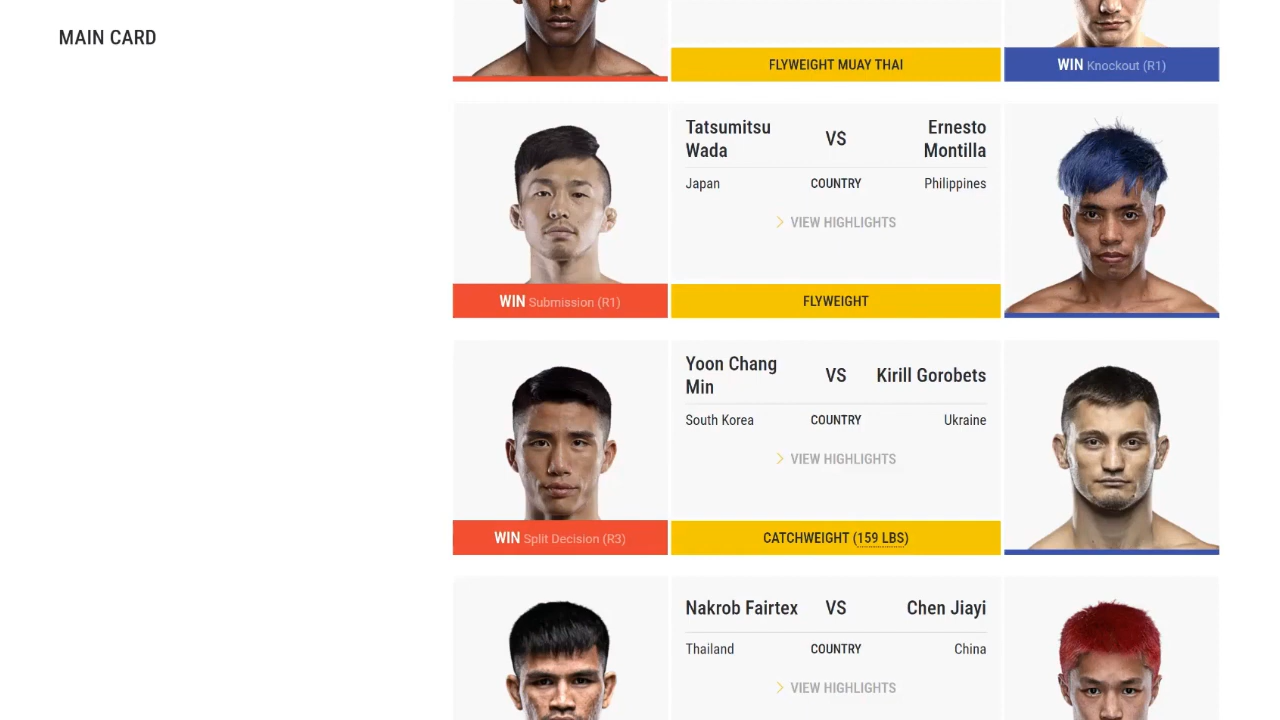 MAIN CARD
FLYWEIGHT MUAY THAI
WIN Knockout (R1)
Tatsumitsu
Wada
VS
Ernesto
Montilla
Japan
COUNTRY
Philippines
VIEW HIGHLIGHTS
WIN Submission (R1)
FLYWEIGHT
Yoon Chang
Min
VS
Kirill Gorobets
South Korea
COUNTRY
Ukraine
VIEW HIGHLIGHTS
WIN Split Decision (R3)
CATCHWEIGHT (159 LBS)
Nakrob Fairtex
VS
Chen Jiayi
Thailand
COUNTRY
China
VIEW HIGHLIGHTS